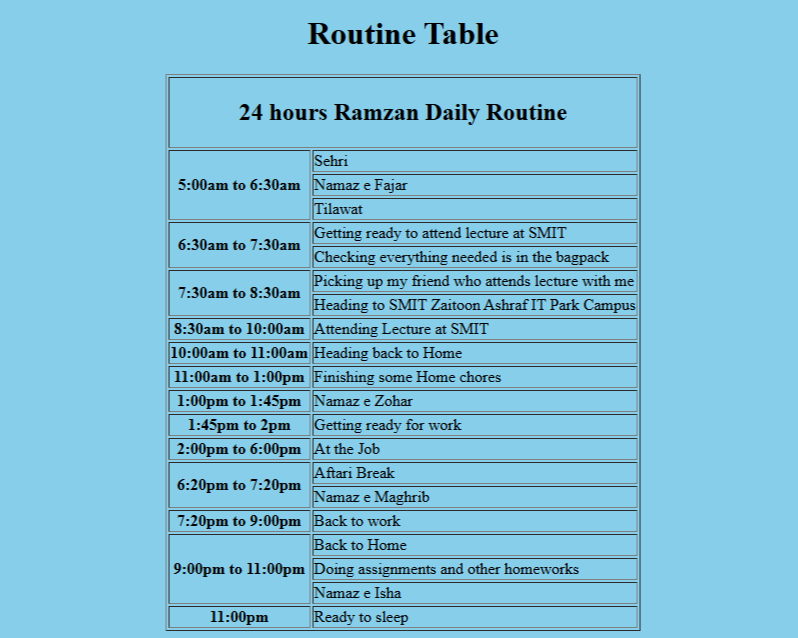 Routine Table
24 hours Ramzan Daily Routine
5:00am to 6:30am
Sehri
Namaz e Fajar
Tilawat
6:30am to 7:30am
Getting ready to attend lecture at SMIT
Checking everything needed is in the bagpack
7:30am to 8:30am
Picking up my friend who attends lecture with me
Heading to SMIT Zaitoon Ashraf IT Park Campus
8:30am to 10:00am Attending Lecture at SMIT
10:00am to 11:00am Heading back to Home
11:00am to 1:00pm Finishing some Home chores
1:00pm to 1:45pm Namaz e Zohar
1:45pm to 2pm Getting ready for work
2:00pm to 6:00pm At the Job
6:20pm to 7:20pm
Aftari Break
Namaz e Maghrib
7:20pm to 9:00pm Back to work
9:00pm to 11:00pm
Back to Home
Doing assignments and other homeworks
Namaz e Isha
11:00pm Ready to sleep